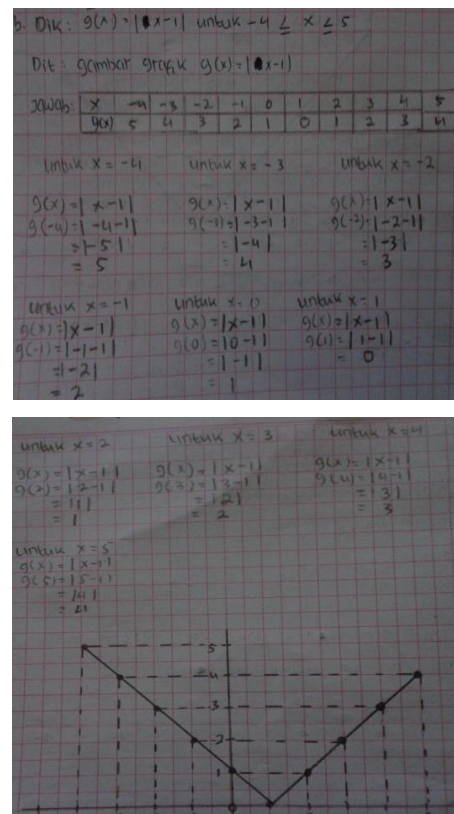 b. Dik: g(x) = |x-1| untuk -4 ≤ x ≤ 5
Dit: gambar grafik g(x) = |x-1|
Jawab: x -4 -3 -2 -1 0 1 2 3 4 5
g(x) 5 4 3 2 1 0 1 2 3 4
untuk x = -4 untuk x = -3 untuk x = -2
g(x) = |x-1| g(x) = |x-1| g(x) = |x-1|
g(-4) = |-4-1| g(-3) = |-3-1| g(-2) = |-2-1|
= |-5| = |-4| = |-3|
= 5 = 4 = 3
untuk x = -1 untuk x = 0 untuk x = 1
g(x) = |x-1| g(x) = |x-1| g(x) = |x-1|
g(-1) = |-1-1| g(0) = |0-1| g(1) = |1-1|
= |-2| = |-1| = 0
= 2 = 1
untuk x = 2 untuk x = 3 untuk x = 4
g(x) = |x-1| g(x) = |x-1| g(x) = |x-1|
g(2) = |2-1| g(3) = |3-1| g(4) = |4-1|
= |1| = |2| = |3|
= 1 = 2 = 3
untuk x = 5
g(x) = |x-1|
g(5) = |5-1|
= |4|
= 4
5
4
3
2
1
0